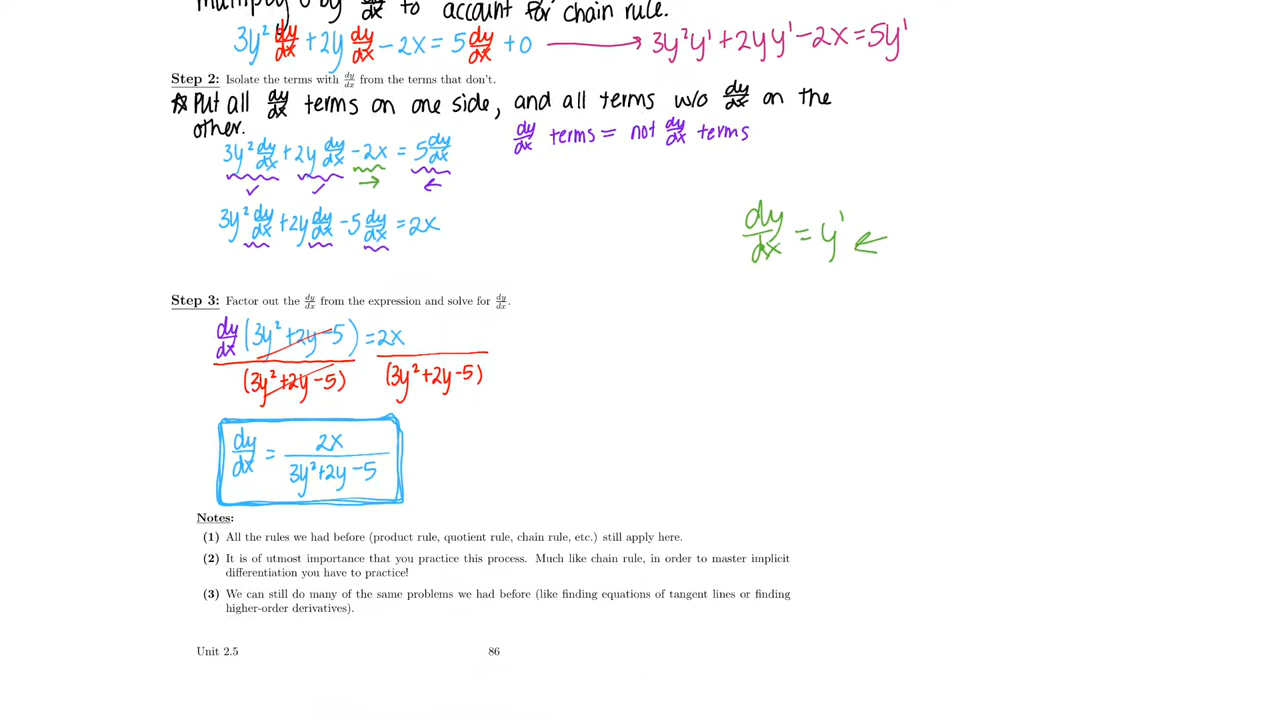 multiply by dy/dx to account for chain rule.
3y² dy/dx + 2y dy/dx - 2x = 5 dy/dx + 0 → 3y²y' + 2yy' - 2x = 5y'
Step 2: Isolate the terms with dy/dx from the terms that don't.
☆ Put all dy/dx terms on one side, and all terms w/o dy/dx on the
other.
dy/dx terms = not dy/dx terms
3y² dy/dx + 2y dy/dx - 2x = 5 dy/dx
✓ ✓ → ←
3y² dy/dx + 2y dy/dx - 5 dy/dx = 2x
dy/dx = y' ←
Step 3: Factor out the dy/dx from the expression and solve for dy/dx.
dy/dx (3y² + 2y - 5) = 2x
(3y² + 2y - 5) (3y² + 2y - 5)
dy/dx = 2x / 3y² + 2y - 5
Notes:
(1) All the rules we had before (product rule, quotient rule, chain rule, etc.) still apply here.
(2) It is of utmost importance that you practice this process. Much like chain rule, in order to master implicit
differentiation you have to practice!
(3) We can still do many of the same problems we had before (like finding equations of tangent lines or finding
higher-order derivatives).
Unit 2.5 86